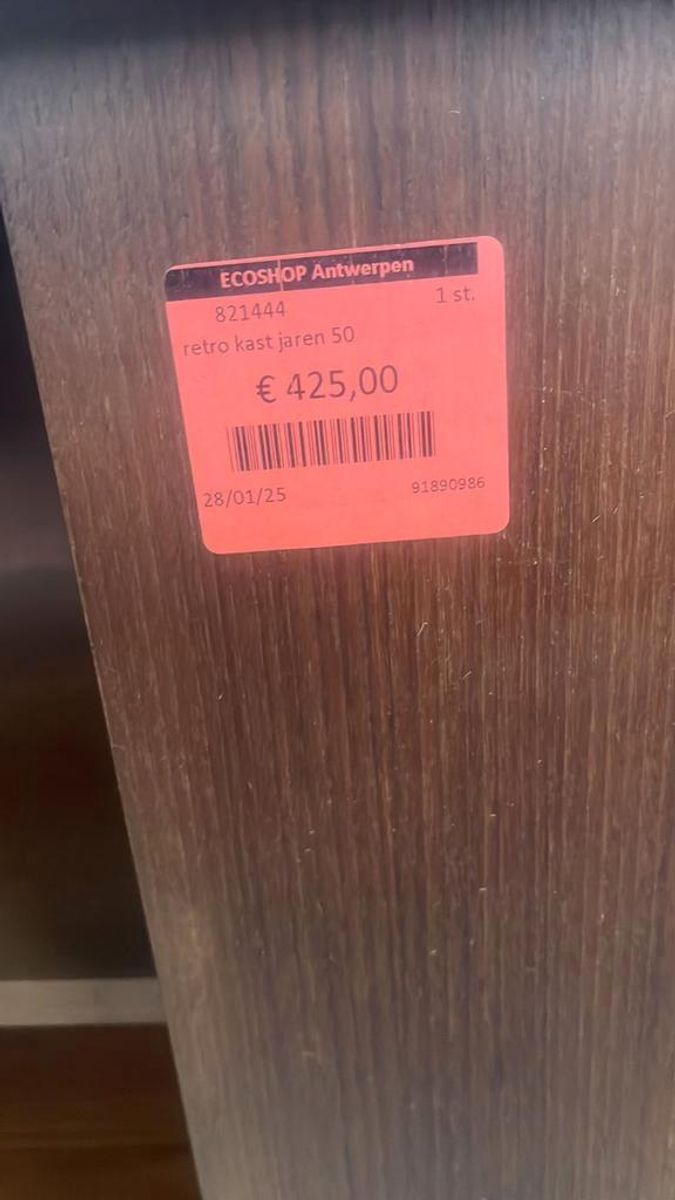 ECOSHOP Antwerpen
821444 1 st.
retro kast jaren 50
€ 425,00
28/01/25 91890986